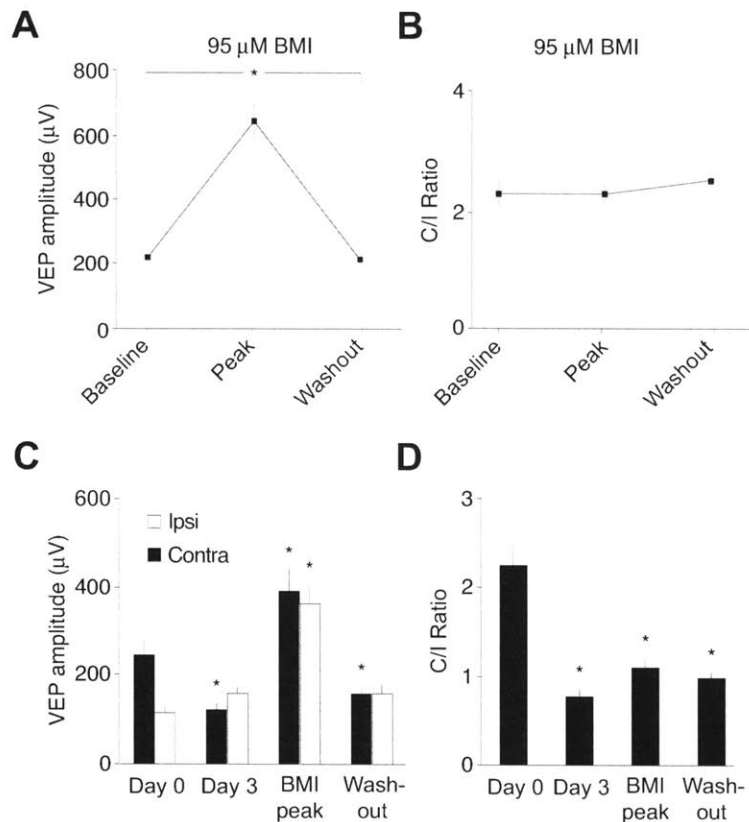 A
95 μM BMI
*
800
600
400
200
0
VEP amplitude (μV)
Baseline
Peak
Washout
B
95 μM BMI
4
2
0
C/I Ratio
Baseline
Peak
Washout
C
600
400
200
0
VEP amplitude (μV)
Ipsi
Contra
*
* *
*
Day 0
Day 3
BMI
peak
Wash-
out
D
3
2
1
0
C/I Ratio
* * *
Day 0
Day 3
BMI
peak
Wash-
out